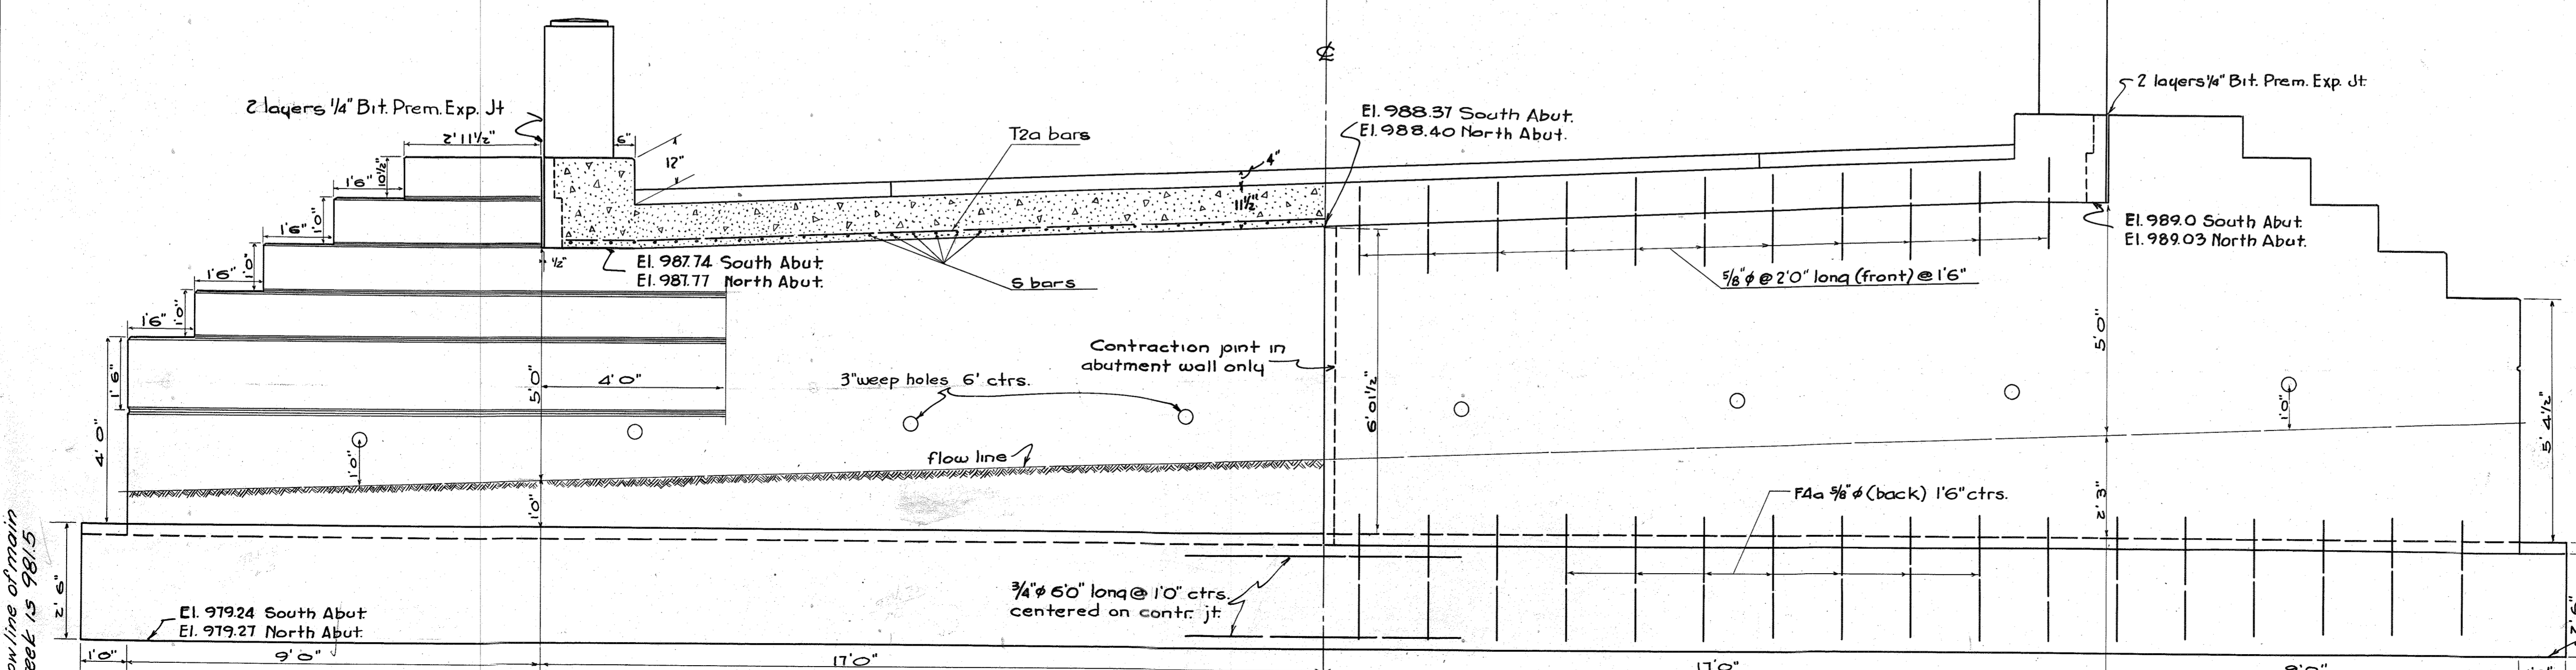 ℄
2 layers 1/4" Bit. Prem. Exp. Jt
2'11 1/2"
6"
12"
T2a bars
4"
11 1/2"
El. 988.37 South Abut.
El. 988.40 North Abut.
2 layers 1/4" Bit. Prem. Exp. Jt.
10 1/2"
1'6"
1'0"
1'6"
1'0"
1'6"
1'0"
1'6"
1/2"
El. 987.74 South Abut.
El. 987.77 North Abut.
S bars
5/8"φ @ 2'0" long (front) @ 1'6"
El. 989.0 South Abut.
El. 989.03 North Abut.
Contraction joint in
abutment wall only
3" weep holes 6' ctrs.
4'0"
5'0"
1'6"
4'0"
6'01 1/2"
5'0"
1'0"
5'4 1/2"
1'0"
flow line
1'0"
F4a 5/8"φ (back) 1'6" ctrs.
2'3"
3/4"φ 6'0" long @ 1'0" ctrs.
centered on contr. jt.
2'6"
El. 979.24 South Abut.
El. 979.27 North Abut.
1'0"
9'0"
17'0"
17'0"
9'0"
2'6"
is 981.5